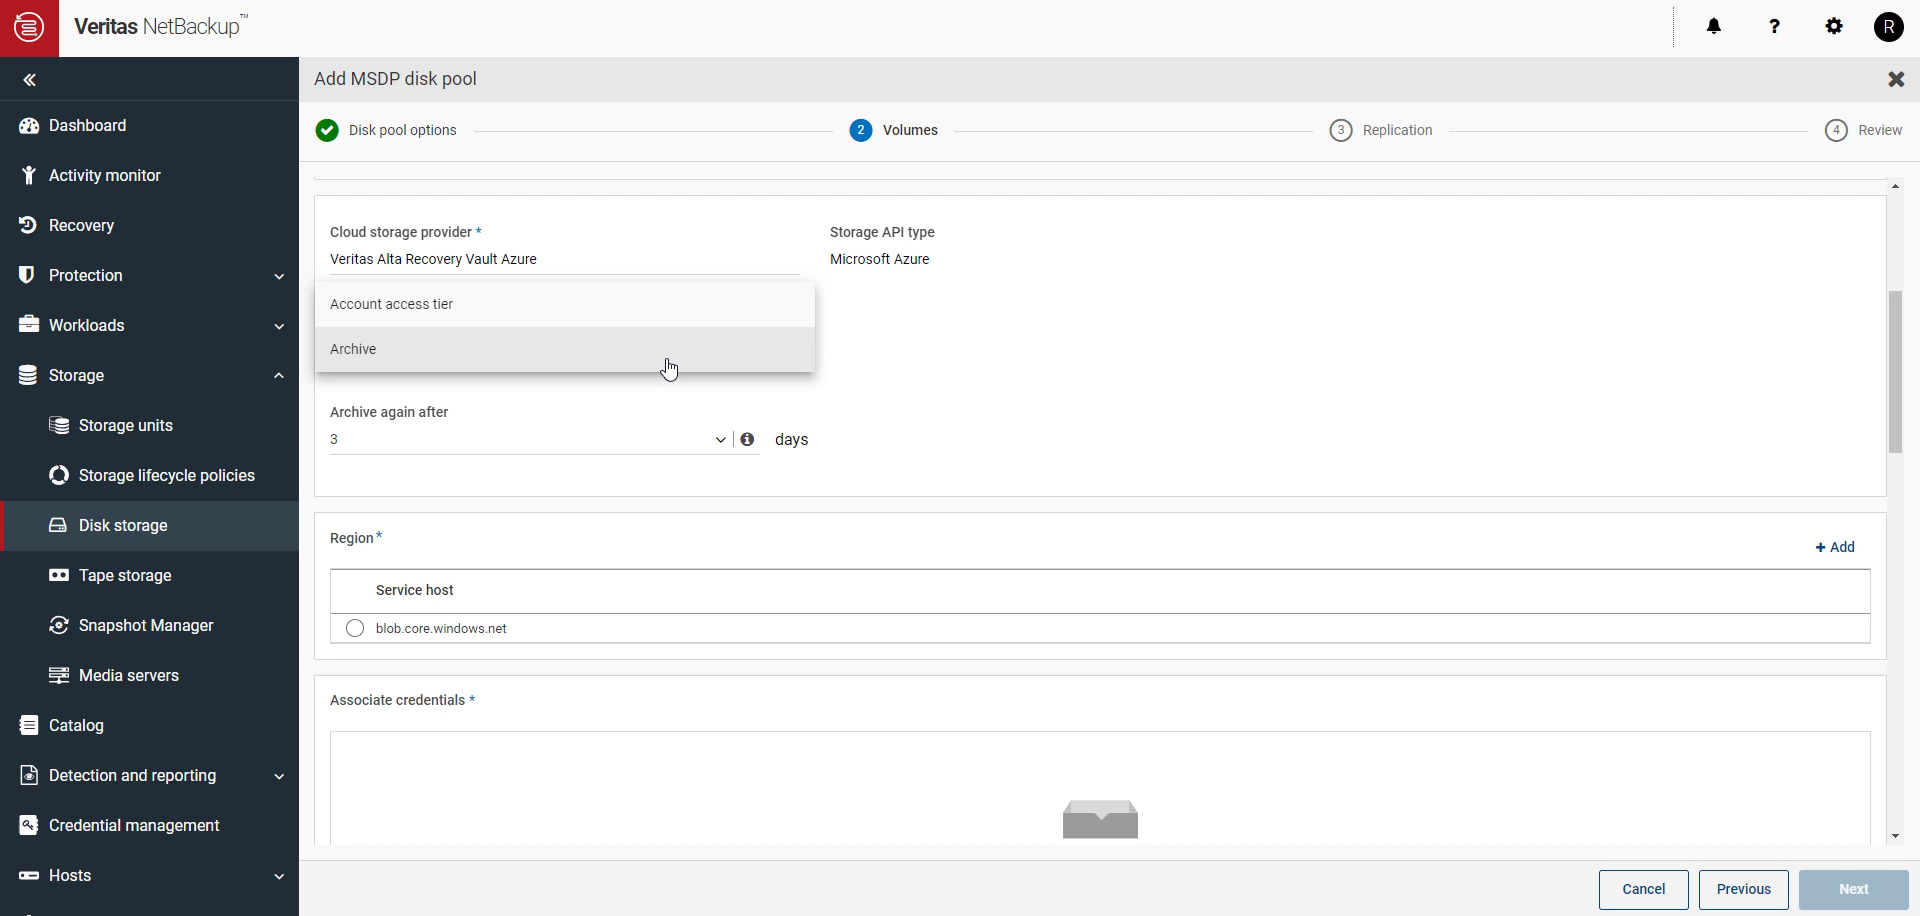 Veritas NetBackup™
? R
Add MSDP disk pool
Disk pool options 2 Volumes 3 Replication 4 Review
Dashboard
Activity monitor
Recovery
Protection
Workloads
Storage
Storage units
Storage lifecycle policies
Disk storage
Tape storage
Snapshot Manager
Media servers
Catalog
Detection and reporting
Credential management
Hosts
Cloud storage provider * Storage API type
Veritas Alta Recovery Vault Azure Microsoft Azure
Account access tier
Archive
Archive again after
3 days
Region*
+ Add
Service host
blob.core.windows.net
Associate credentials *
Cancel Previous Next